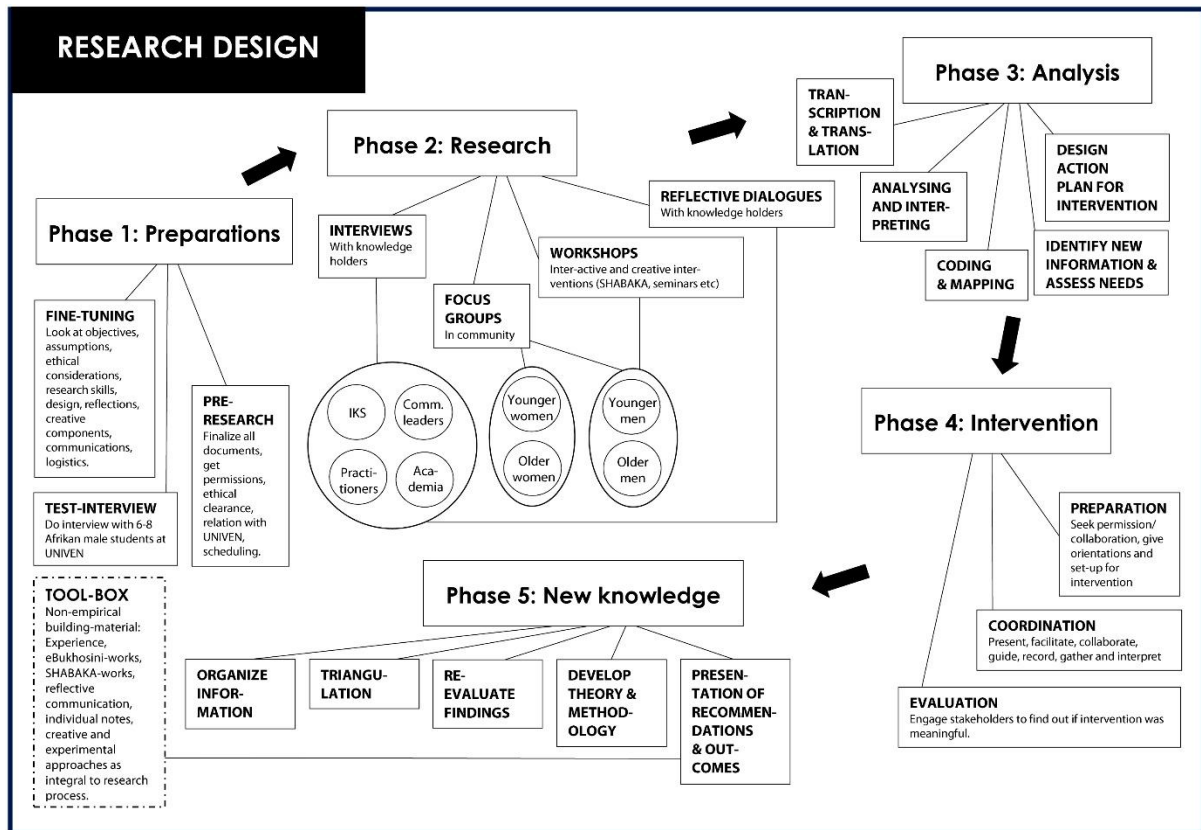 RESEARCH DESIGN
Phase 1: Preparations
FINE-TUNING
Look at objectives,
assumptions,
ethical
considerations,
research skills,
design, reflections,
creative
components,
communications,
logistics.
TEST-INTERVIEW
Do interview with 6-8
Afrikan male students at
UNIVEN
PRE-
RESEARCH
Finalize all
documents,
get
permissions,
ethical
clearance,
relation with
UNIVEN,
scheduling.
TOOL-BOX
Non-empirical
building-material:
Experience,
eBukhosini-works,
SHABAKA-works,
reflective
communication,
individual notes,
creative and
experimental
approaches as
integral to research
process.
Phase 2: Research
INTERVIEWS
With knowledge
holders
FOCUS
GROUPS
In community
WORKSHOPS
Inter-active and creative inter-
ventions (SHABAKA, seminars etc)
REFLECTIVE DIALOGUES
With knowledge holders
IKS
Comm.
leaders
Practi-
tioners
Aca-
demia
Younger
women
Older
women
Younger
men
Older
men
Phase 3: Analysis
TRAN-
SCRIPTION
& TRANS-
LATION
ANALYSING
AND INTER-
PRETING
CODING
& MAPPING
IDENTIFY NEW
INFORMATION &
ASSESS NEEDS
DESIGN
ACTION
PLAN FOR
INTERVENTION
Phase 4: Intervention
PREPARATION
Seek permission/
collaboration, give
orientations and
set-up for
intervention
COORDINATION
Present, facilitate, collaborate,
guide, record, gather and interpret
EVALUATION
Engage stakeholders to find out if intervention was
meaningful.
Phase 5: New knowledge
ORGANIZE
INFOR-
MATION
TRIANGU-
LATION
RE-
EVALUATE
FINDINGS
DEVELOP
THEORY &
METHOD-
OLOGY
PRESEN-
TATION OF
RECOMMEN-
DATIONS
& OUT-
COMES